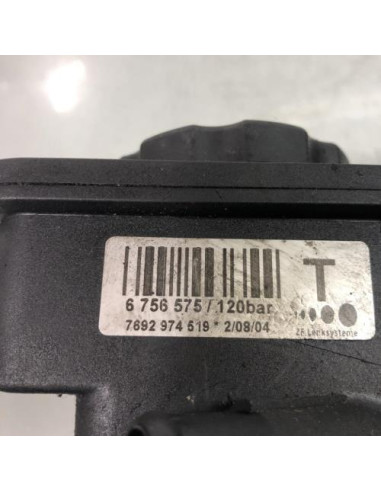 T
6 756 575 / 120bar
7692 974 519 * 2/08/04
ZF Lenksysteme